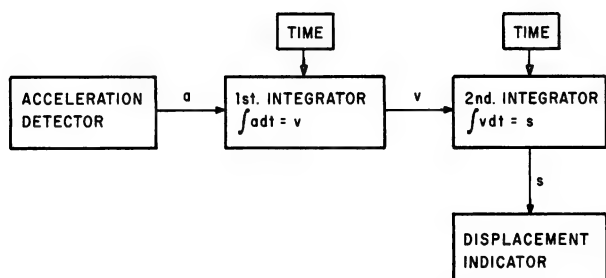 TIME
TIME
ACCELERATION
DETECTOR
a
1st. INTEGRATOR
∫adt = v
v
2nd. INTEGRATOR
∫vdt = s
s
DISPLACEMENT
INDICATOR